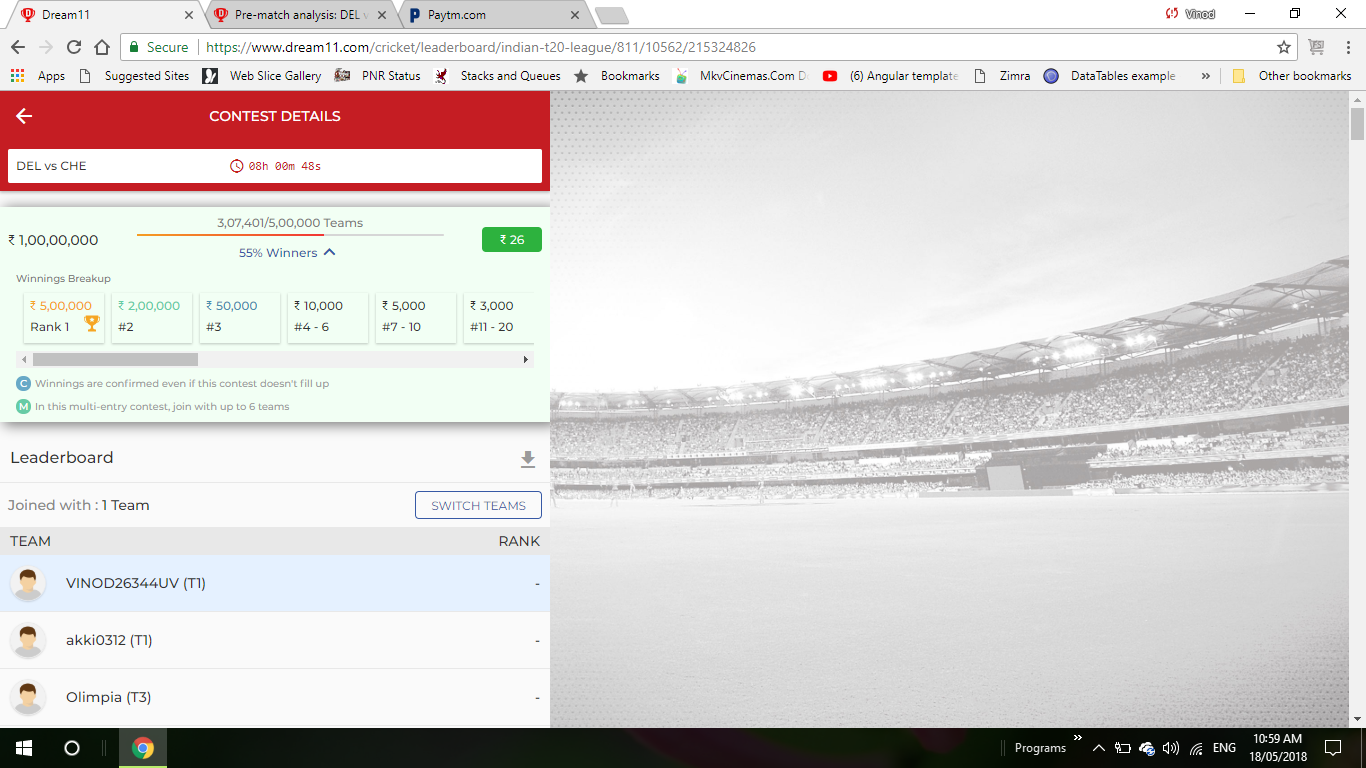 Dream11
Pre-match analysis: DEL v
Paytm.com
Vinod
Secure
https://www.dream11.com/cricket/leaderboard/indian-t20-league/811/10562/215324826
Apps
Suggested Sites
Web Slice Gallery
PNR Status
Stacks and Queues
Bookmarks
MkvCinemas.Com D
(6) Angular template
Zimra
DataTables example
»
Other bookmarks
CONTEST DETAILS
DEL vs CHE
08h 00m 48s
3,07,401/5,00,000 Teams
₹ 1,00,00,000
₹ 26
55% Winners
Winnings Breakup
₹ 5,00,000
Rank 1
₹ 2,00,000
#2
₹ 50,000
#3
₹ 10,000
#4 - 6
₹ 5,000
#7 - 10
₹ 3,000
#11 - 20
C Winnings are confirmed even if this contest doesn't fill up
M In this multi-entry contest, join with up to 6 teams
Leaderboard
Joined with : 1 Team
SWITCH TEAMS
TEAM RANK
VINOD26344UV (T1) -
akki0312 (T1) -
Olimpia (T3) -
Programs
»
ENG
10:59 AM
18/05/2018